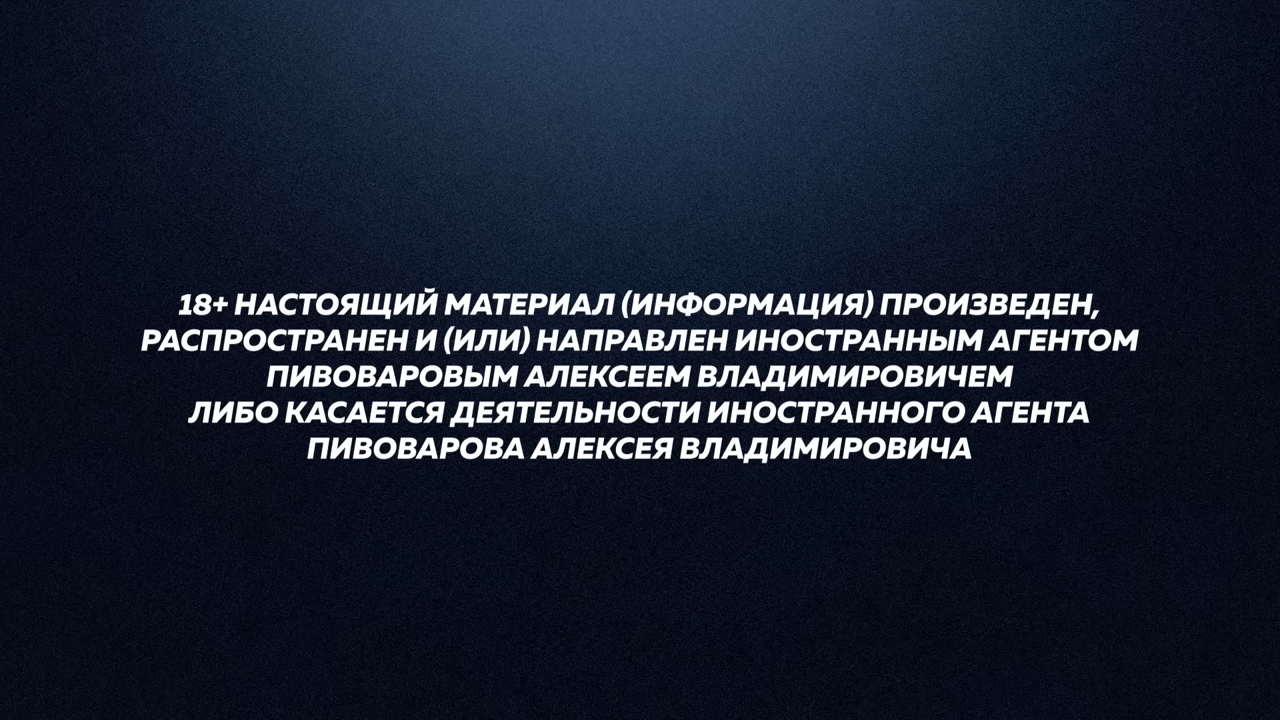 18+ НАСТОЯЩИЙ МАТЕРИАЛ (ИНФОРМАЦИЯ) ПРОИЗВЕДЕН,
РАСПРОСТРАНЕН И (ИЛИ) НАПРАВЛЕН ИНОСТРАННЫМ АГЕНТОМ
ПИВОВАРОВЫМ АЛЕКСЕЕМ ВЛАДИМИРОВИЧЕМ
ЛИБО КАСАЕТСЯ ДЕЯТЕЛЬНОСТИ ИНОСТРАННОГО АГЕНТА
ПИВОВАРОВА АЛЕКСЕЯ ВЛАДИМИРОВИЧА